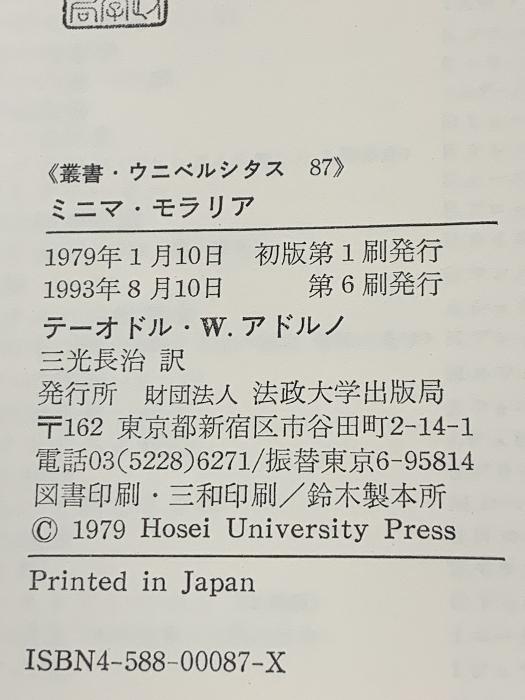 《叢書・ウニベルシタス 87》
ミニマ・モラリア
1979年1月10日 初版第1刷発行
1993年8月10日 第6刷発行
テーオドル・W.アドルノ
三光長治 訳
発行所 財団法人 法政大学出版局
〒162 東京都新宿区市谷田町2-14-1
電話03(5228)6271/振替東京6-95814
図書印刷・三和印刷/鈴木製本所
© 1979 Hosei University Press
Printed in Japan
ISBN4-588-00087-X